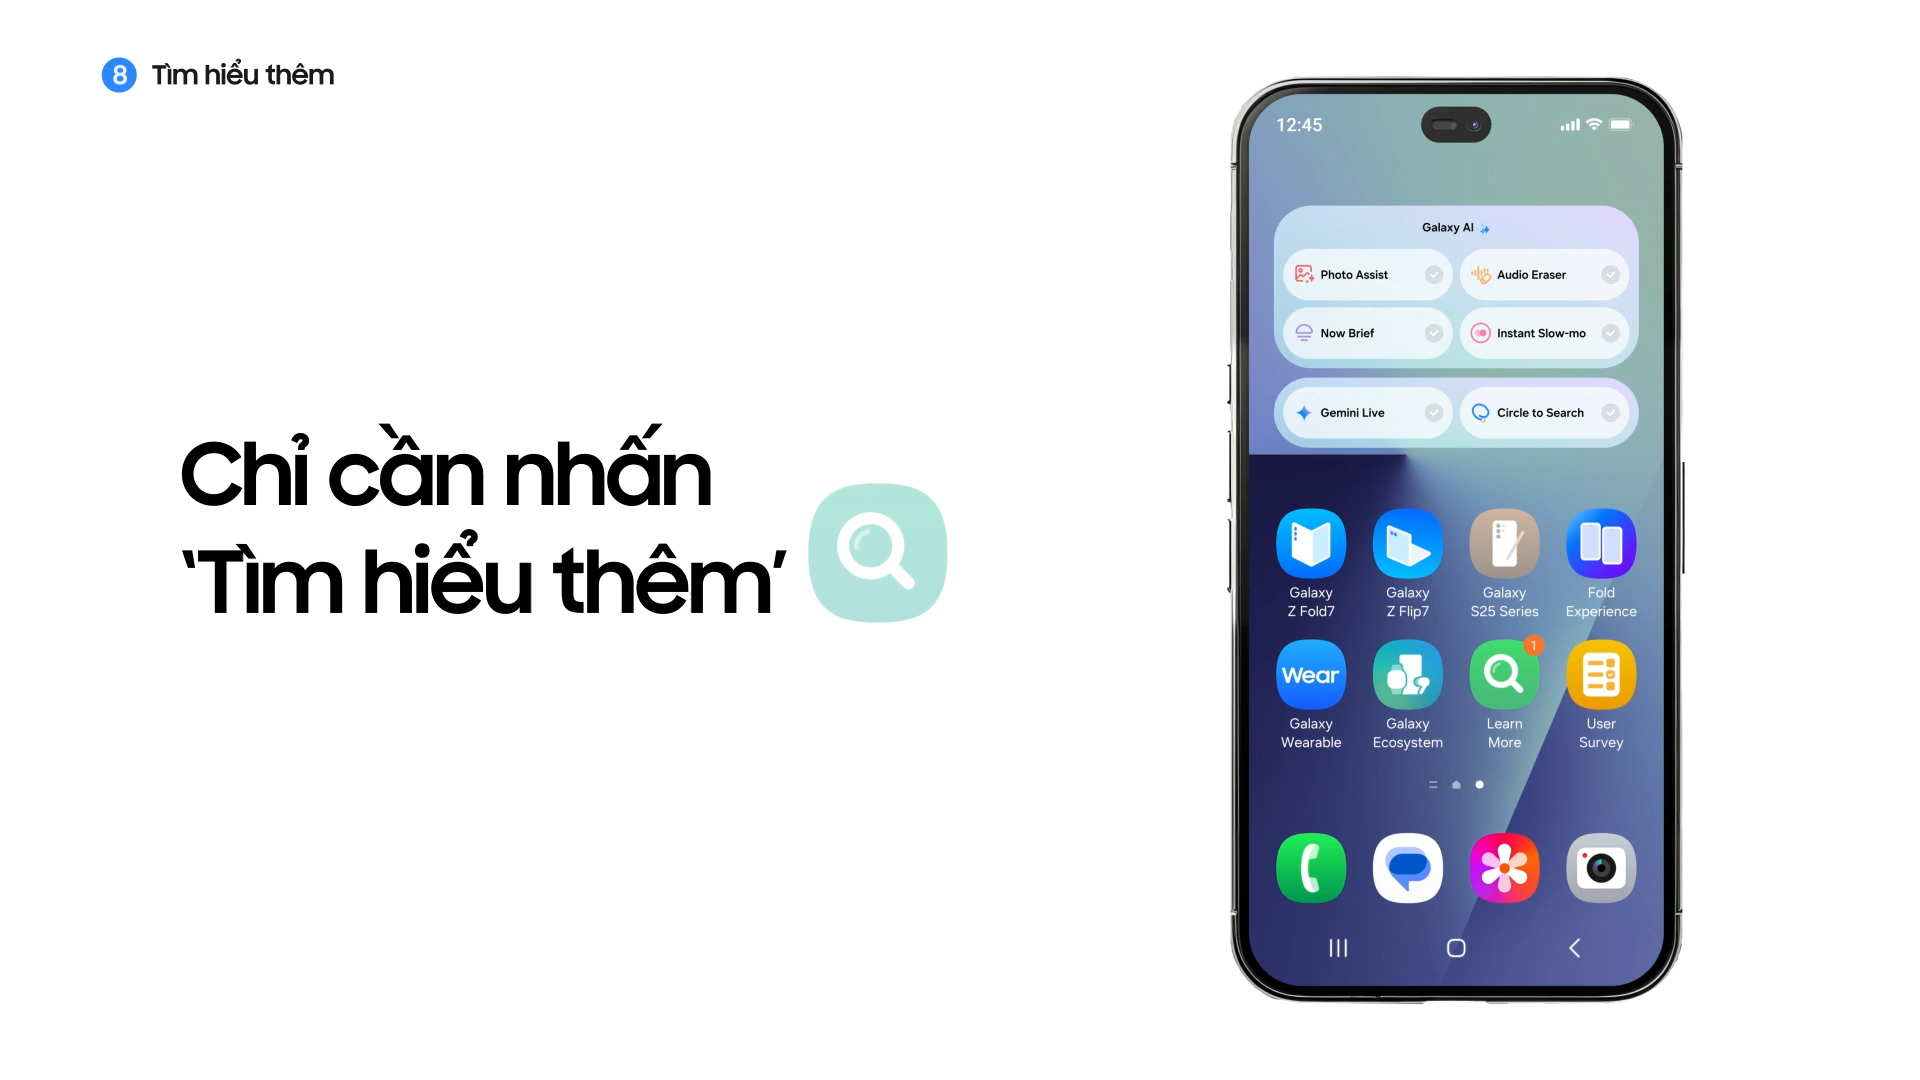 8 Tìm hiểu thêm
Chỉ cần nhấn
‘Tìm hiểu thêm’
12:45
Galaxy AI
Photo Assist
Audio Eraser
Now Brief
Instant Slow-mo
Gemini Live
Circle to Search
Galaxy
Z Fold7
Galaxy
Z Flip7
Galaxy
S25 Series
Fold
Experience
Wear
Galaxy
Wearable
Galaxy
Ecosystem
1
Learn
More
User
Survey